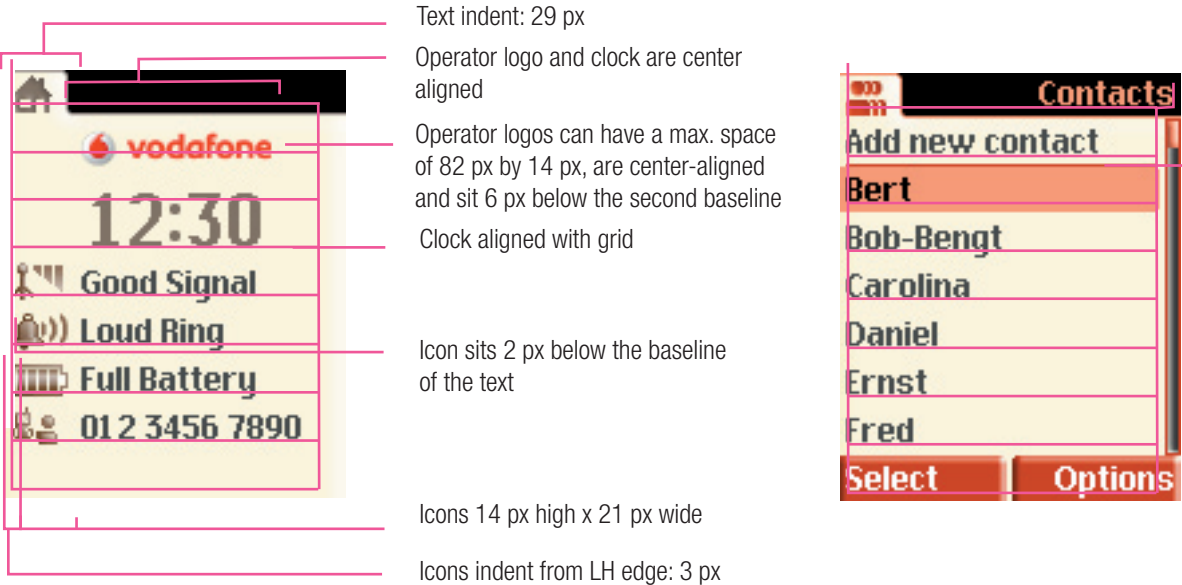 Text indent: 29 px
Operator logo and clock are center
aligned
Operator logos can have a max. space
of 82 px by 14 px, are center-aligned
and sit 6 px below the second baseline
Clock aligned with grid
Icon sits 2 px below the baseline
of the text
Icons 14 px high x 21 px wide
Icons indent from LH edge: 3 px
vodafone
12:30
Good Signal
Loud Ring
Full Battery
01 2 3456 7890
Contacts
Add new contact
Bert
Bob-Bengt
Carolina
Daniel
Ernst
Fred
Select Options